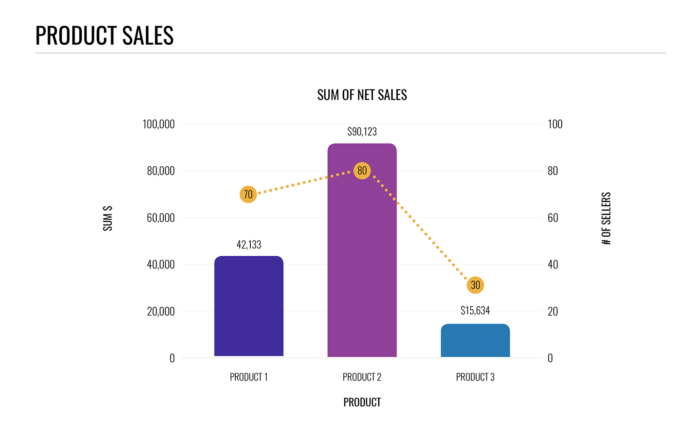 PRODUCT SALES
SUM OF NET SALES
100,000
80,000
60,000
40,000
20,000
0
SUM $
42,133
$90,123
$15,634
70
80
30
100
80
60
40
20
0
# OF SELLERS
PRODUCT 1
PRODUCT 2
PRODUCT 3
PRODUCT